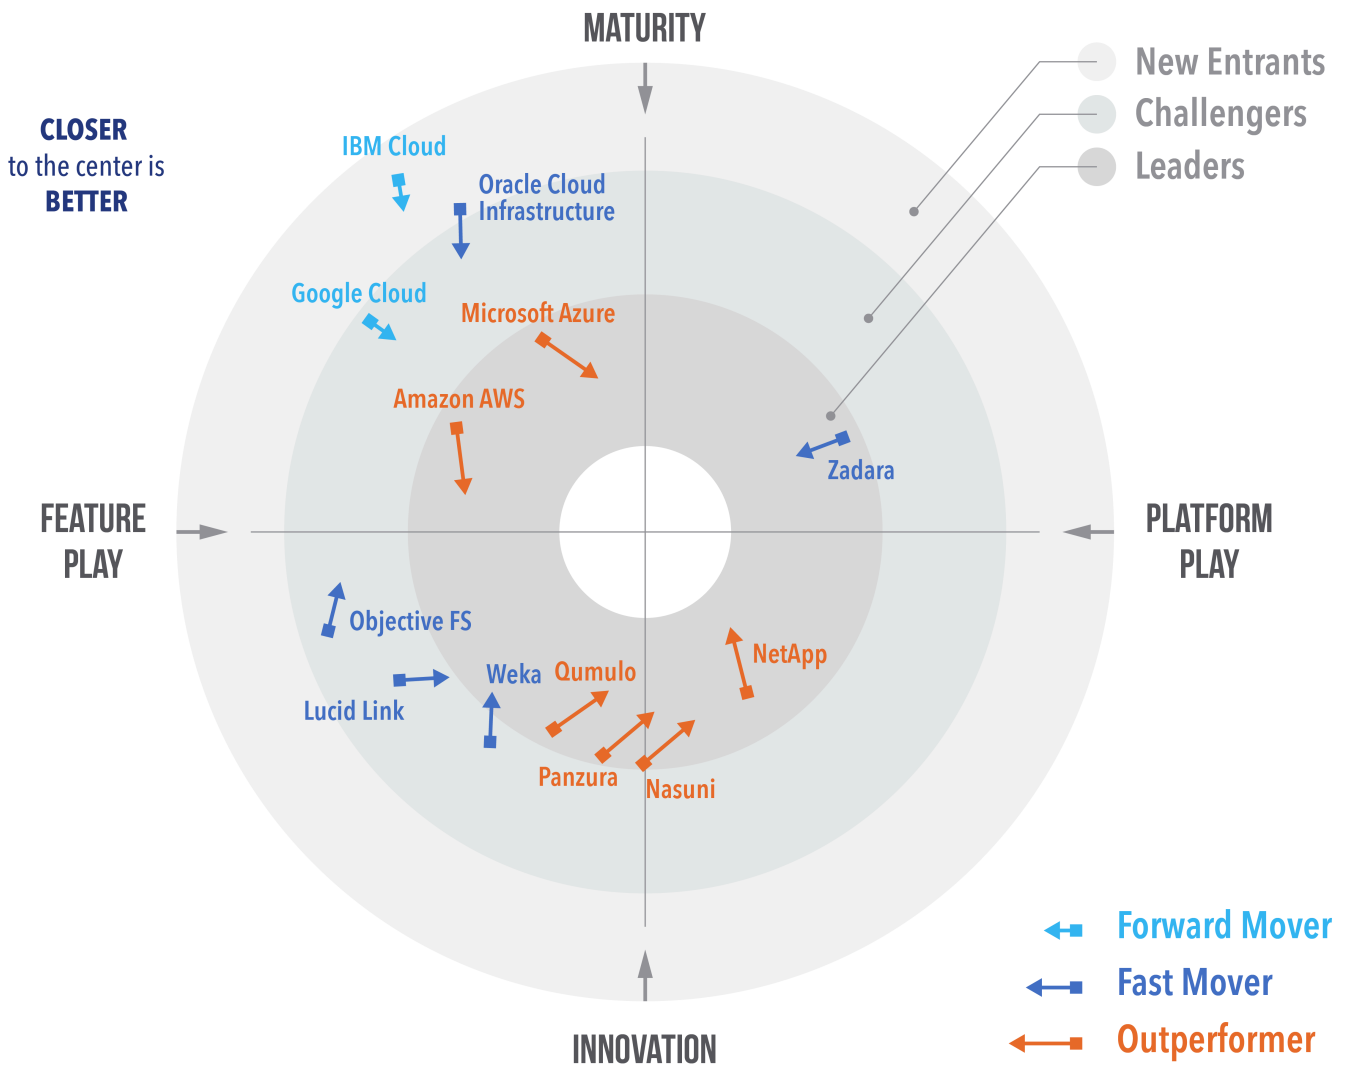 MATURITY
New Entrants
Challengers
Leaders
CLOSER
to the center is
BETTER
IBM Cloud
Oracle Cloud
Infrastructure
Google Cloud
Microsoft Azure
Amazon AWS
Zadara
FEATURE
PLAY
PLATFORM
PLAY
Objective FS
Lucid Link
Weka
Qumulo
NetApp
Panzura
Nasuni
Forward Mover
Fast Mover
Outperformer
INNOVATION